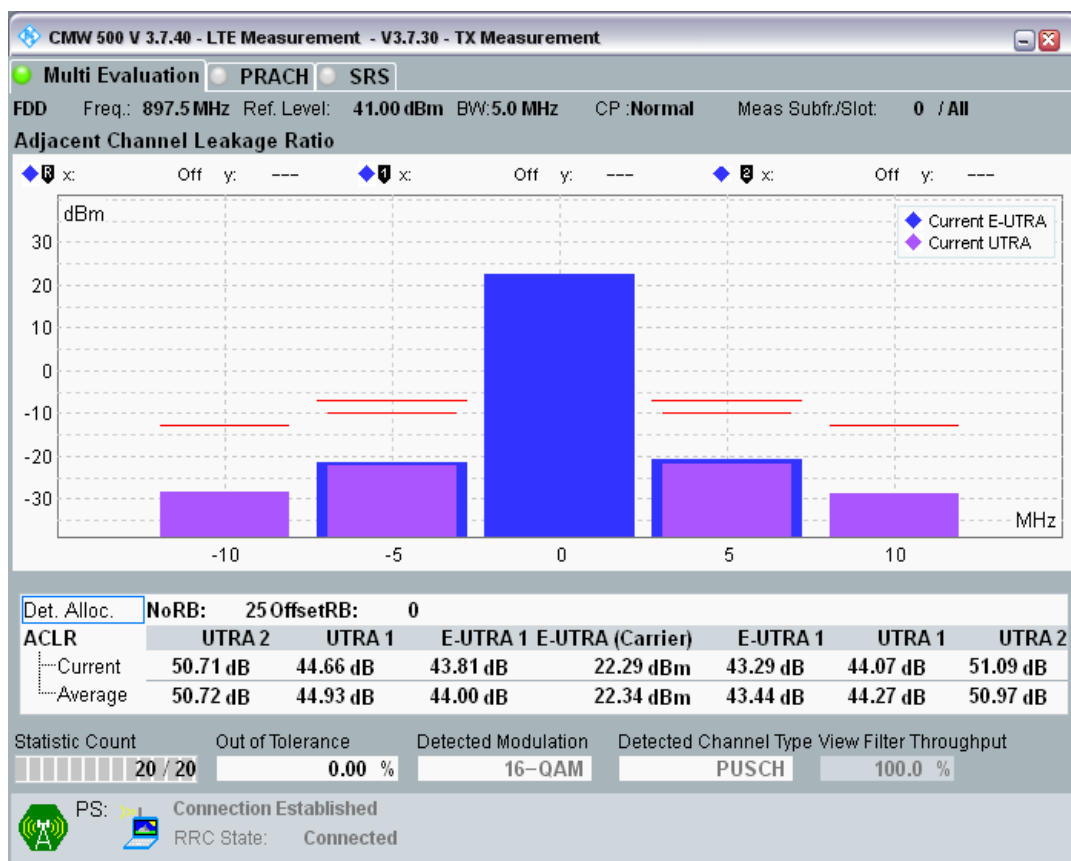 CMW 500 V 3.7.40 - LTE Measurement - V3.7.30 - TX Measurement
Multi Evaluation PRACH SRS
FDD Freq.: 897.5 MHz Ref. Level: 41.00 dBm BW:5.0 MHz CP :Normal Meas Subfr./Slot: 0 / All
Adjacent Channel Leakage Ratio
R x: Off y: --- 1 x: Off y: --- 2 x: Off y: ---
dBm
Current E-UTRA
Current UTRA
30
20
10
0
-10
-20
-30
MHz
-10 -5 0 5 10
Det. Alloc. NoRB: 25 OffsetRB: 0
ACLR UTRA 2 UTRA 1 E-UTRA 1 E-UTRA (Carrier) E-UTRA 1 UTRA 1 UTRA 2
Current 50.71 dB 44.66 dB 43.81 dB 22.29 dBm 43.29 dB 44.07 dB 51.09 dB
Average 50.72 dB 44.93 dB 44.00 dB 22.34 dBm 43.44 dB 44.27 dB 50.97 dB
Statistic Count Out of Tolerance Detected Modulation Detected Channel Type View Filter Throughput
20 / 20 0.00 % 16-QAM PUSCH 100.0 %
PS: Connection Established
RRC State: Connected